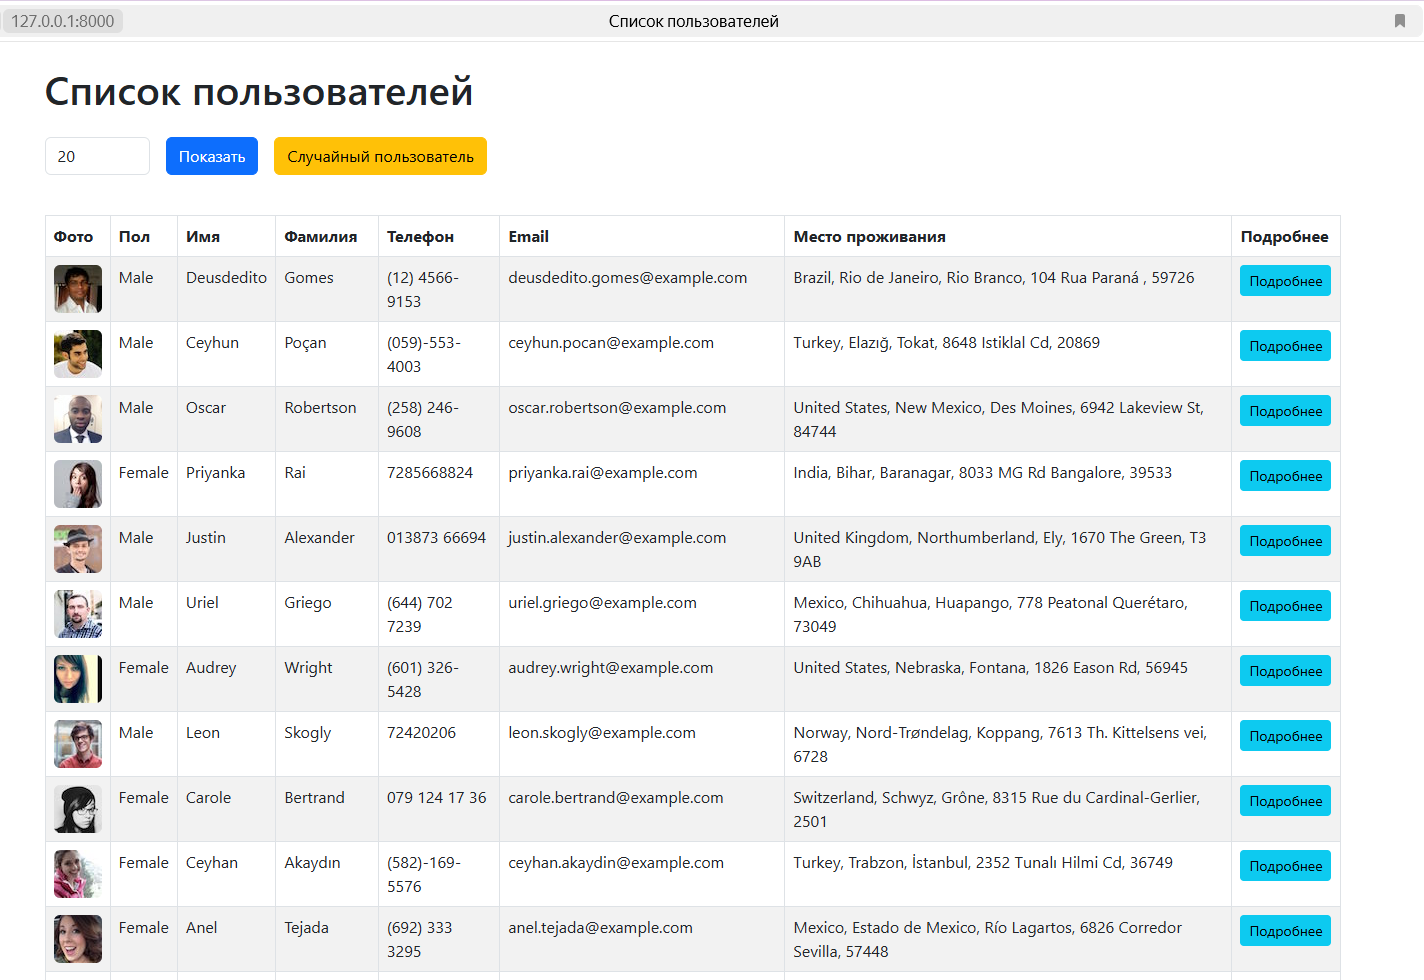 127.0.0.1:8000 Список пользователей
Список пользователей
20 Показать Случайный пользователь
Фото Пол Имя Фамилия Телефон Email Место проживания Подробнее
Male Deusdedito Gomes (12) 4566- deusdedito.gomes@example.com Brazil, Rio de Janeiro, Rio Branco, 104 Rua Paraná , 59726 Подробнее
9153
Male Ceyhun Poçan (059)-553- ceyhun.pocan@example.com Turkey, Elazığ, Tokat, 8648 Istiklal Cd, 20869 Подробнее
4003
Male Oscar Robertson (258) 246- oscar.robertson@example.com United States, New Mexico, Des Moines, 6942 Lakeview St, Подробнее
9608 84744
Female Priyanka Rai 7285668824 priyanka.rai@example.com India, Bihar, Baranagar, 8033 MG Rd Bangalore, 39533 Подробнее
Male Justin Alexander 013873 66694 justin.alexander@example.com United Kingdom, Northumberland, Ely, 1670 The Green, T3 Подробнее
9AB
Male Uriel Griego (644) 702 uriel.griego@example.com Mexico, Chihuahua, Huapango, 778 Peatonal Querétaro, Подробнее
7239 73049
Female Audrey Wright (601) 326- audrey.wright@example.com United States, Nebraska, Fontana, 1826 Eason Rd, 56945 Подробнее
5428
Male Leon Skogly 72420206 leon.skogly@example.com Norway, Nord-Trøndelag, Koppang, 7613 Th. Kittelsens vei, Подробнее
6728
Female Carole Bertrand 079 124 17 36 carole.bertrand@example.com Switzerland, Schwyz, Grône, 8315 Rue du Cardinal-Gerlier, Подробнее
2501
Female Ceyhan Akaydın (582)-169- ceyhan.akaydin@example.com Turkey, Trabzon, İstanbul, 2352 Tunalı Hilmi Cd, 36749 Подробнее
5576
Female Anel Tejada (692) 333 anel.tejada@example.com Mexico, Estado de Mexico, Río Lagartos, 6826 Corredor Подробнее
3295 Sevilla, 57448